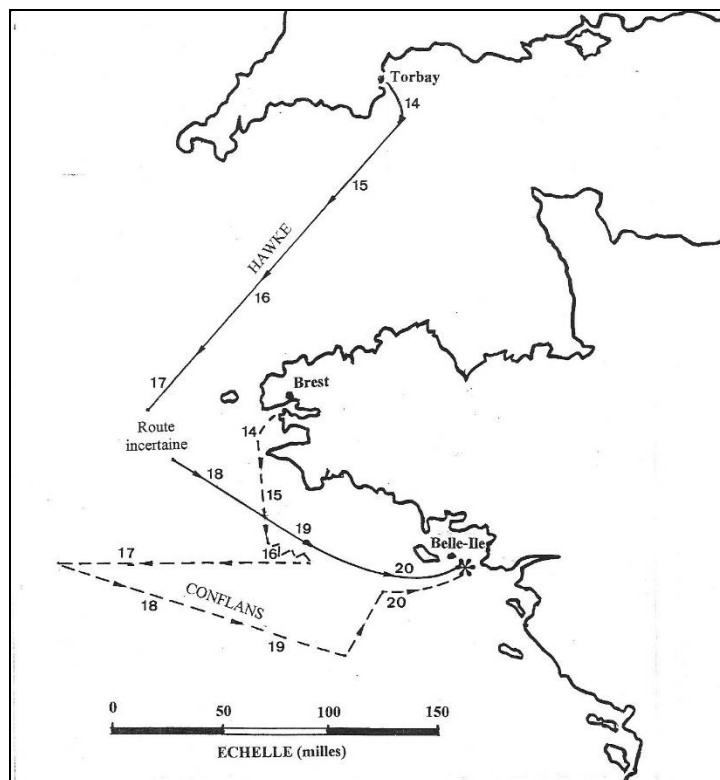 Torbay
14
15
HAWKE
16
17
Brest
Route
incertaine
14
18
15
19
Belle-Ile
17
16
20
18
CONFLANS
20
19
0
50
100
150
ECHELLE (milles)